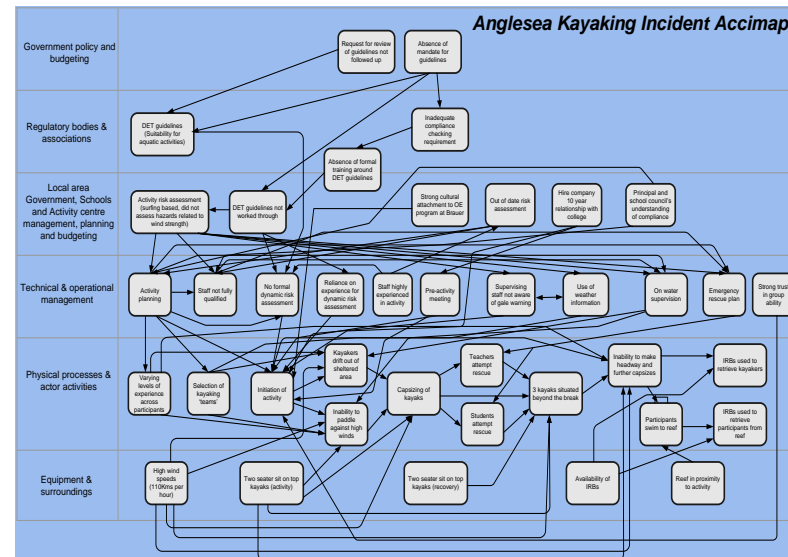 Anglesea Kayaking Incident Accimap
Government policy and
budgeting
Request for review
of guidelines not
followed up
Absence of
mandate for
guidelines
Regulatory bodies &
associations
DET guidelines
(Suitability for
aquatic activities)
Inadequate
compliance
checking
requirement
Absence of formal
training around
DET guidelines
Local area
Government, Schools
and Activity centre
management, planning
and budgeting
Activity risk assessment
(surfing based, did not
assess hazards related to
wind strength)
DET guidelines not
worked through
Strong cultural
attachment to OE
program at Brauer
Out of date risk
assessment
Hire company
10 year
relationship with
college
Principal and
school council's
understanding of
compliance
Technical & operational
management
Activity
planning
Staff not fully
qualified
No formal
dynamic risk
assessment
Reliance on
experience for
dynamic risk
assessment
Staff highly
experienced
in activity
Pre-activity
meeting
Supervising
staff not aware
of gale warning
Use of
weather
information
On water
supervision
Emergency
rescue plan
Strong trust
in group
ability
Physical processes &
actor activities
Varying
levels of
experience
across
participants
Selection of
kayaking
'teams'
Initiation of
activity
Kayakers
drift out of
sheltered
area
Inability to
paddle
against high
winds
Capsizing of
kayaks
Teachers
attempt
rescue
Students
attempt
rescue
3 kayaks situated
beyond the break
Inability to make
headway and
further capsizes
Participants
swim to reef
IRBs used to
retrieve kayakers
IRBs used to
retrieve
participants from
reef
Equipment &
surroundings
High wind
speeds
(110Kms per
hour)
Two seater sit on top
kayaks (activity)
Two seater sit on top
kayaks (recovery)
Availability of
IRBs
Reef in proximity
to activity